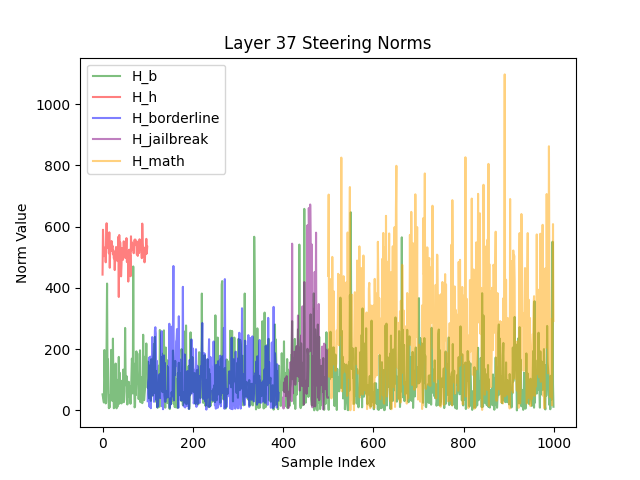 Layer 37 Steering Norms
H_b
H_h
H_borderline
H_jailbreak
H_math
Norm Value
1000
800
600
400
200
0
0 200 400 600 800 1000
Sample Index